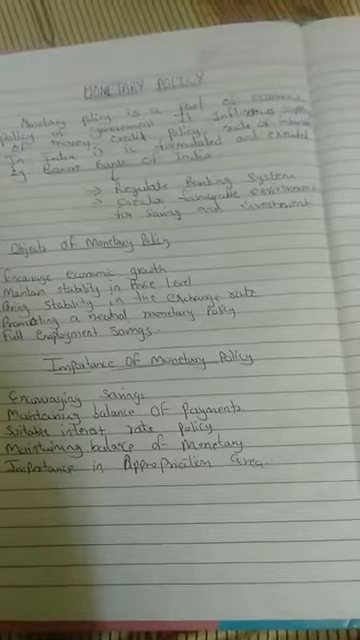 MONETARY POLICY
Monetary policy is a part of economic
policy of government It influences supply
OF money, credit policy, rate of interest
In India is is formulated and executed
By Reserve Bank of India
→ Regulate Banking System
→ Create favourable environment
for saving and investment
Objects of Monetary Policy
Encourage economic growth
Maintain stability in Price Level
Bring stability in the exchange rate
Promoting a neutral monetary Policy
Full employment Savings.
Importance Of Monetary Policy
Encouraging Savings
Maintaining balance OF Payments
Suitable interest rate Policy
Maintaining balance of Monetary
Importance in Area.